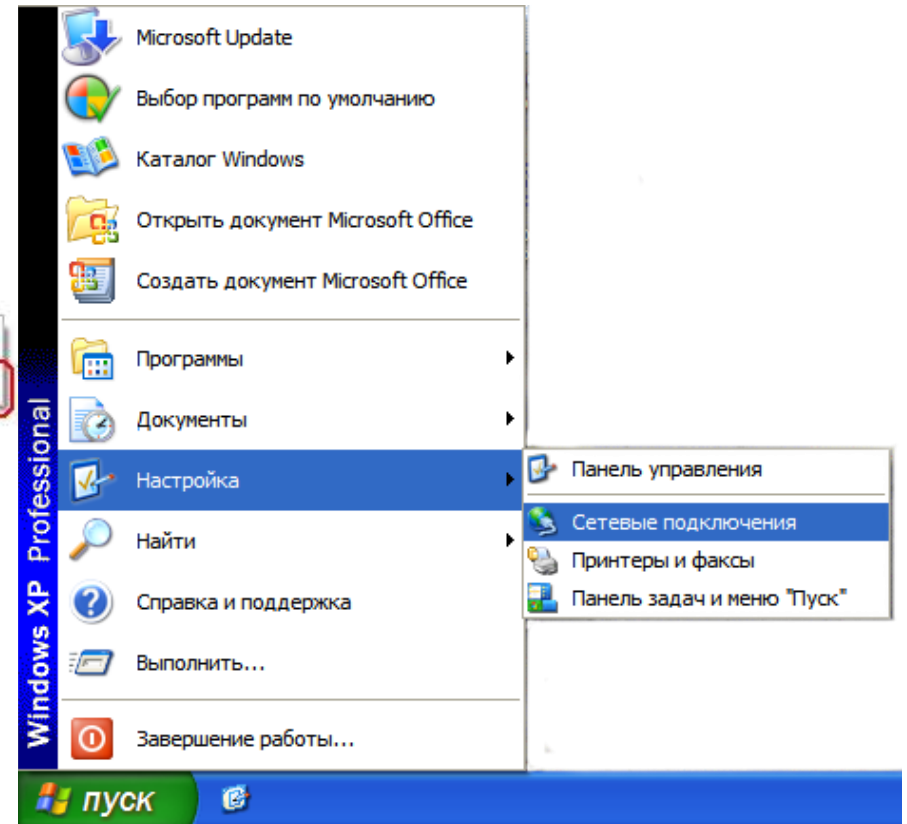 Microsoft Update
Выбор программ по умолчанию
Каталог Windows
Открыть документ Microsoft Office
Создать документ Microsoft Office
Программы
Документы
Настройка
Найти
Справка и поддержка
Выполнить...
Завершение работы...
Панель управления
Сетевые подключения
Принтеры и факсы
Панель задач и меню "Пуск"
Windows XP Professional
пуск